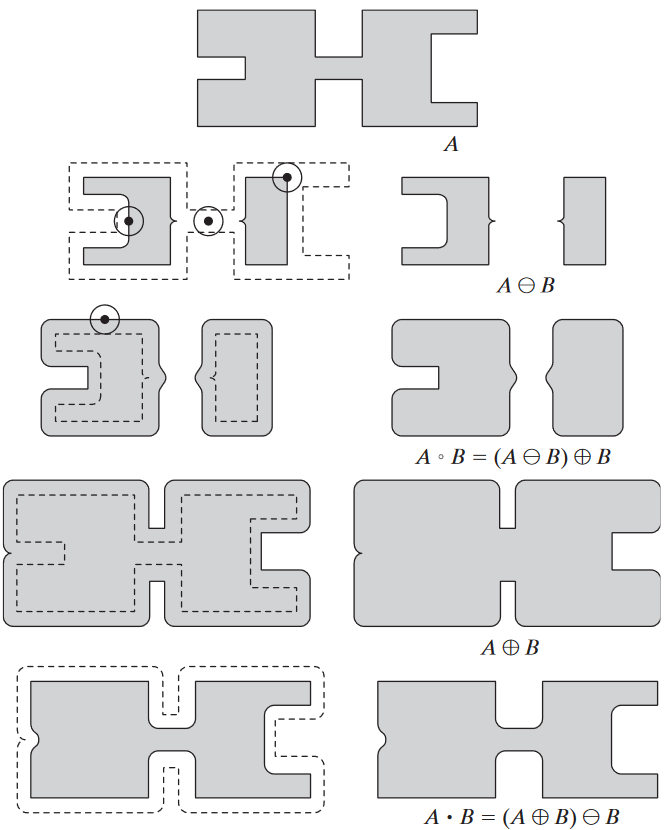 A
A ⊖ B
A ∘ B = (A ⊖ B) ⊕ B
A ⊕ B
A • B = (A ⊕ B) ⊖ B